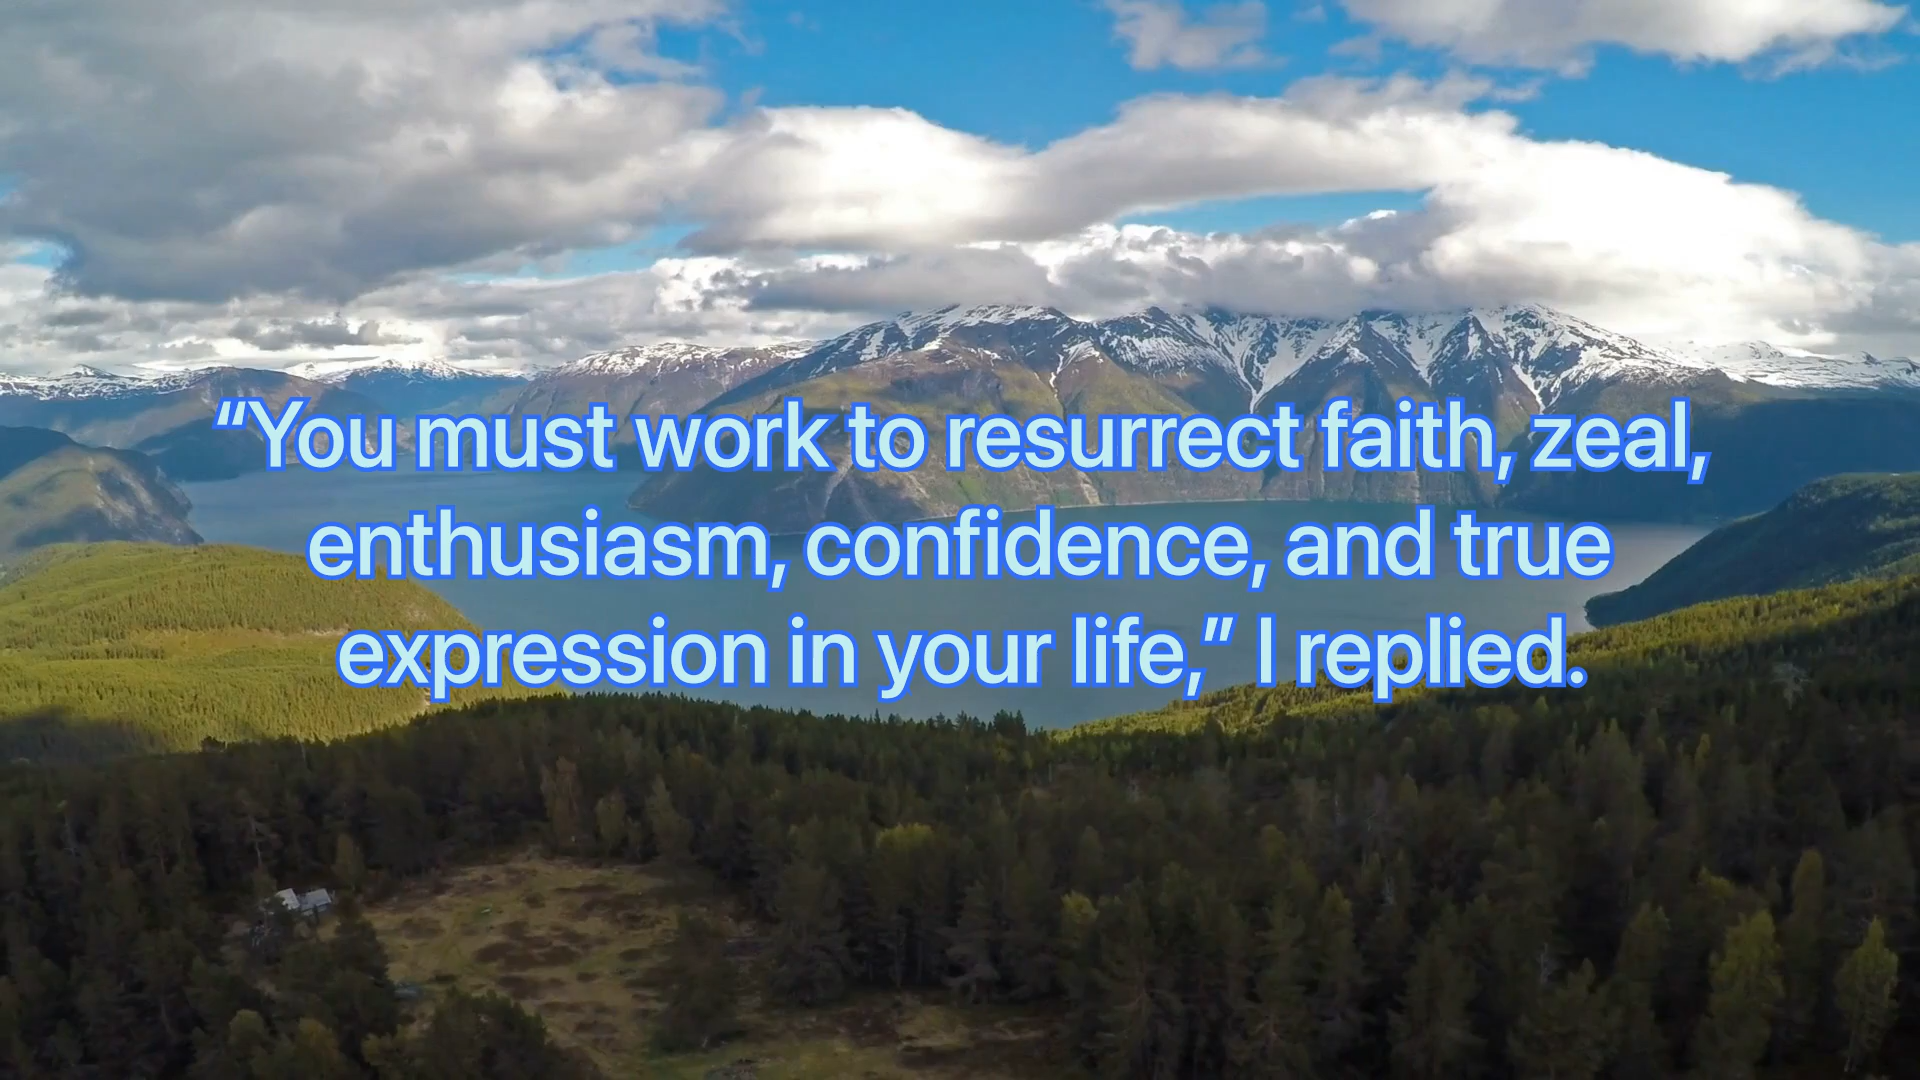 “You must work to resurrect faith, zeal,
enthusiasm, confidence, and true
expression in your life,” I replied.